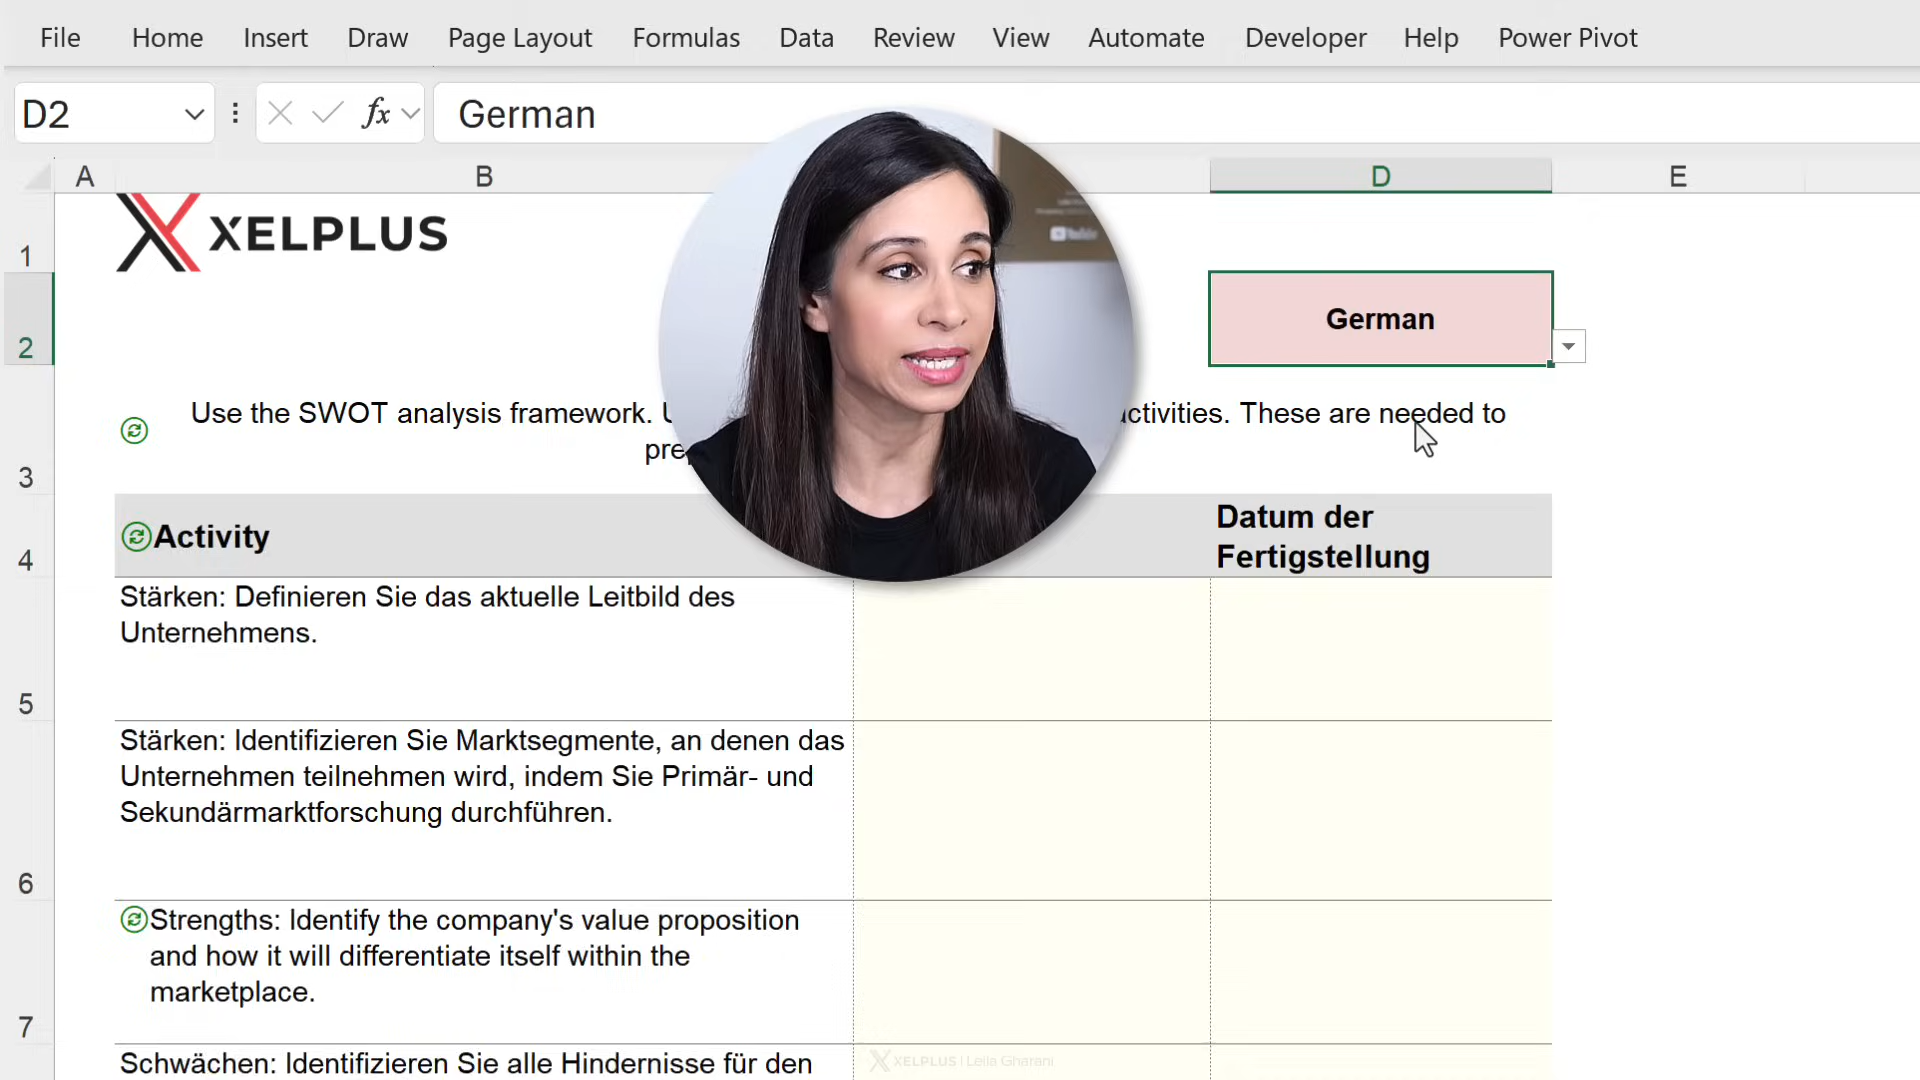 File Home Insert Draw Page Layout Formulas Data Review View Automate Developer Help Power Pivot
D2 fx German
A B D E
XELPLUS
1
German
2
Use the SWOT analysis framework. ctivities. These are needed to
pre
3
Activity
Datum der
Fertigstellung
4
Stärken: Definieren Sie das aktuelle Leitbild des
Unternehmens.
5
Stärken: Identifizieren Sie Marktsegmente, an denen das
Unternehmen teilnehmen wird, indem Sie Primär- und
Sekundärmarktforschung durchführen.
6
Strengths: Identify the company's value proposition
and how it will differentiate itself within the
marketplace.
7
Schwächen: Identifizieren Sie alle Hindernisse für den
XELPLUS | Leila Gharani